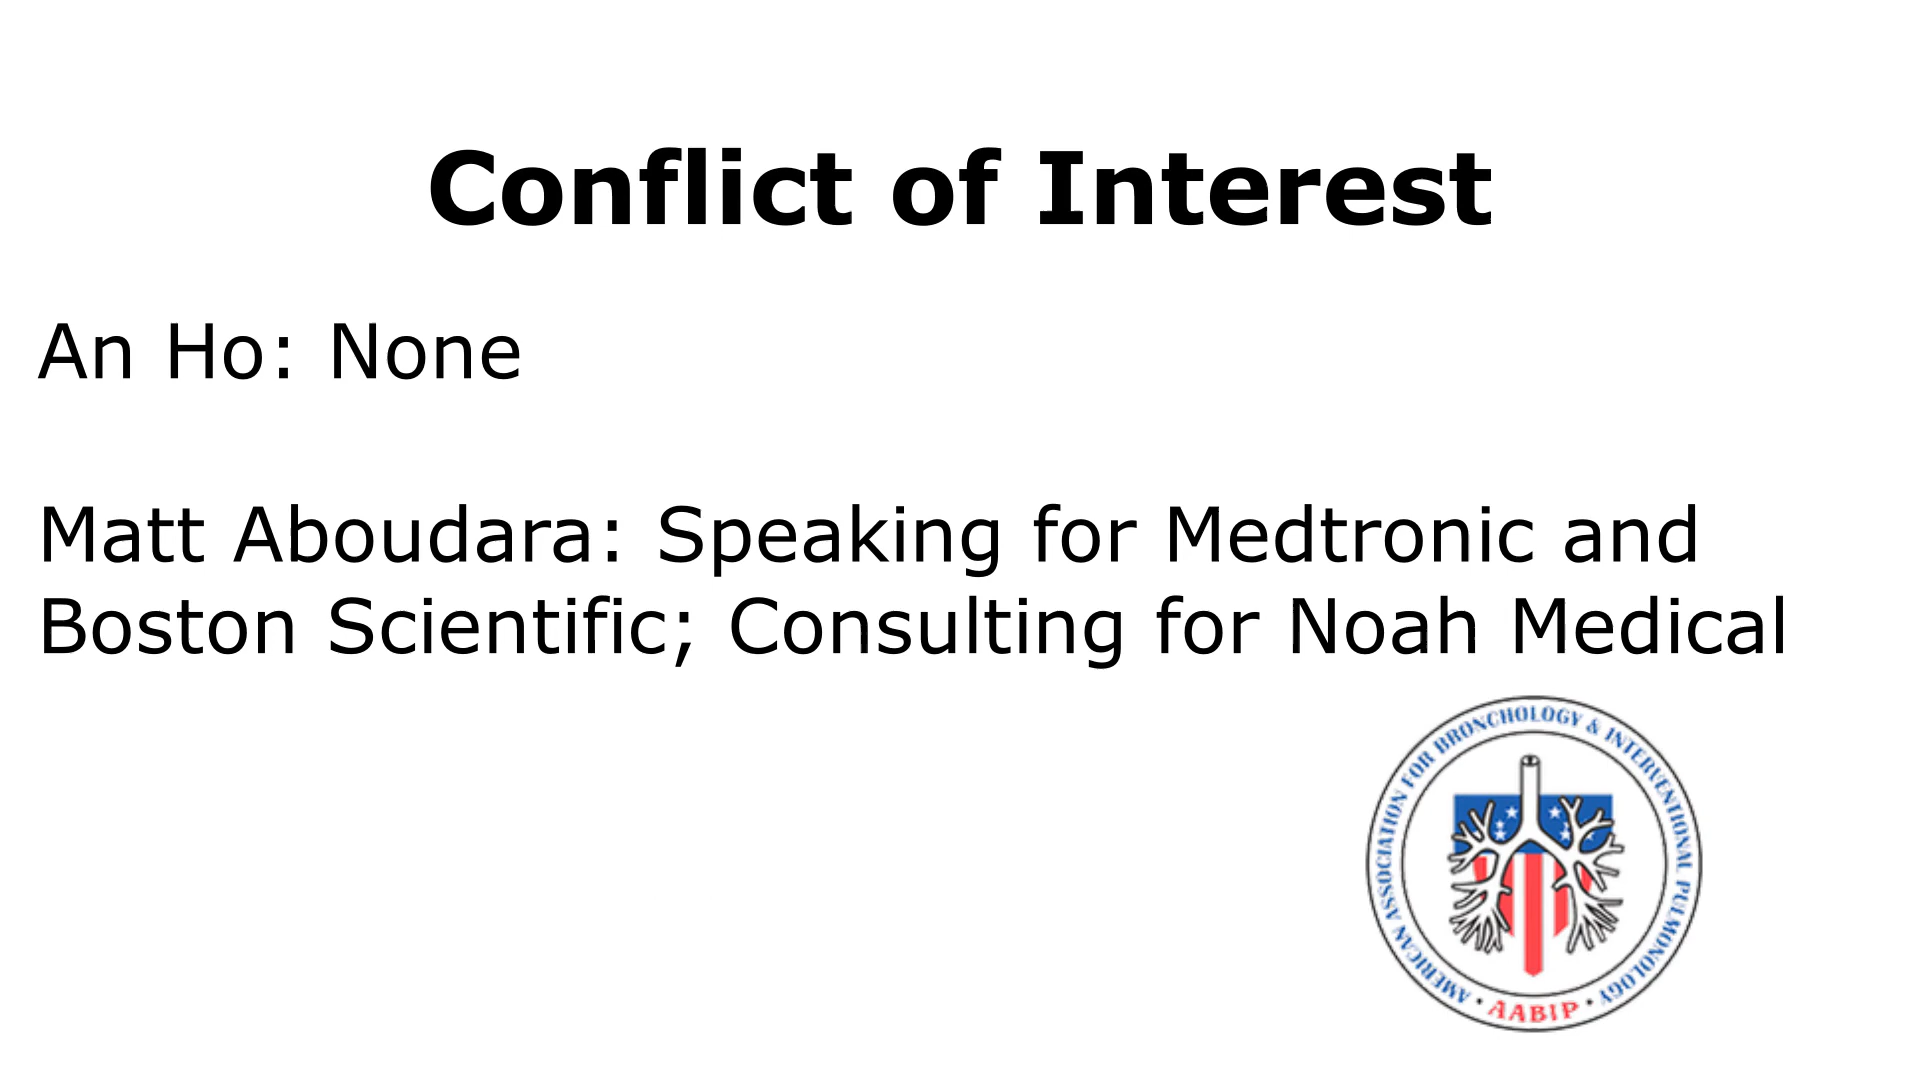 Conflict of Interest
An Ho: None
Matt Aboudara: Speaking for Medtronic and
Boston Scientific; Consulting for Noah Medical
AMERICAN ASSOCIATION FOR BRONCHOLOGY & INTERVENTIONAL PULMONOLOGY
• AABIP •